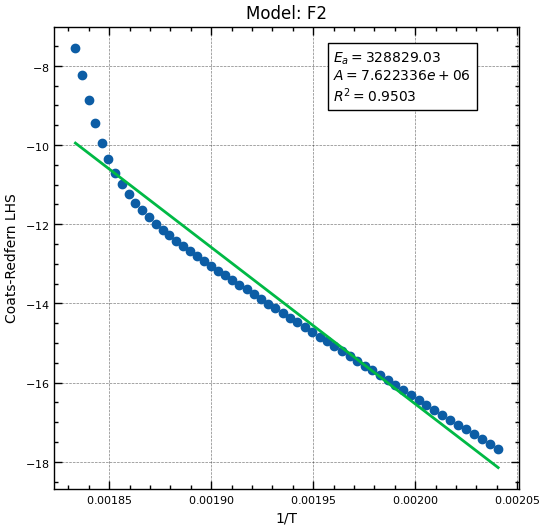 Model: F2
E_a = 328829.03
A = 7.622336e + 06
R^2 = 0.9503
Coats-Redfern LHS
−8
−10
−12
−14
−16
−18
0.00185 0.00190 0.00195 0.00200 0.00205
1/T